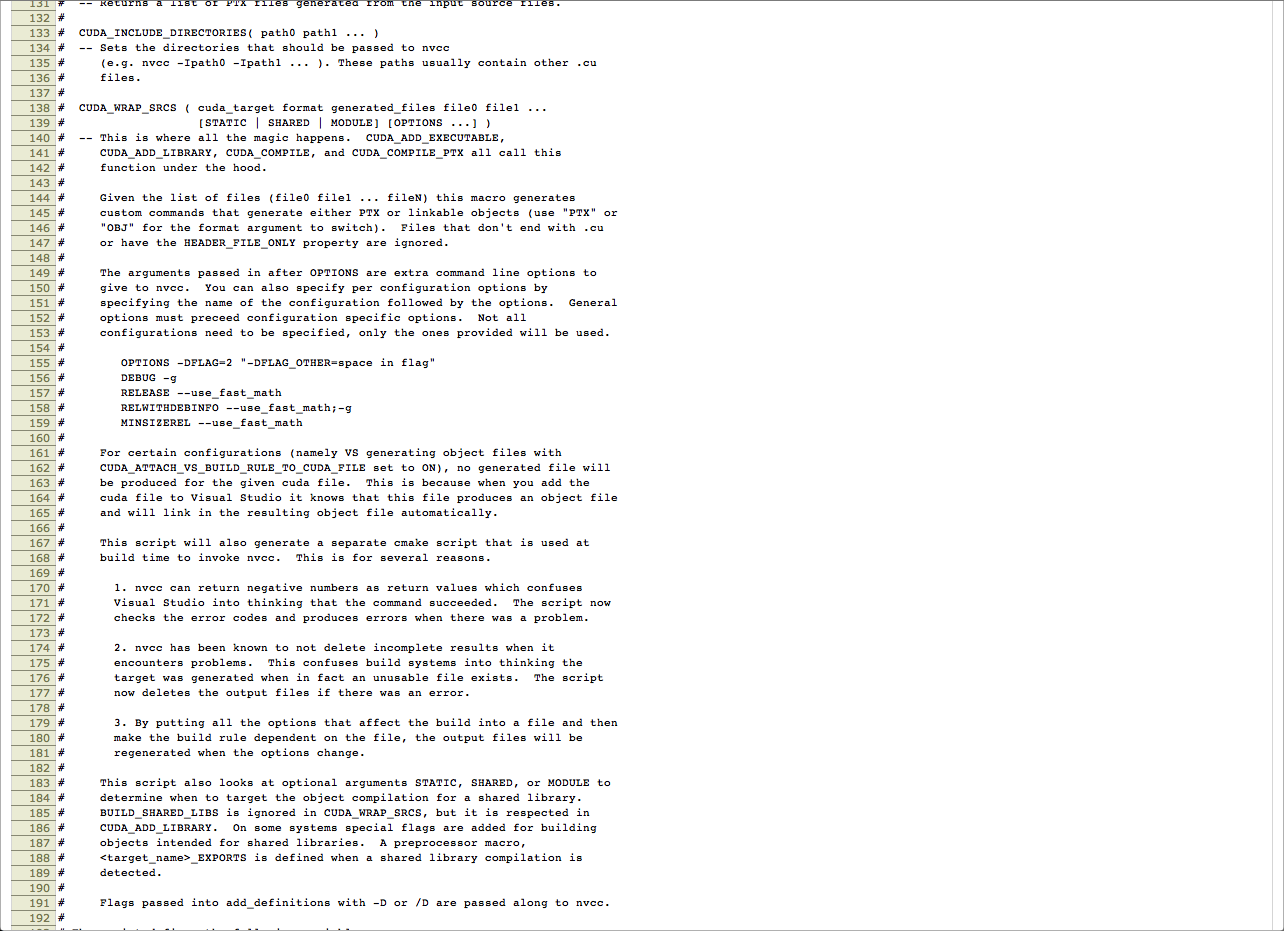 131 #  -- Returns a list of PTX files generated from the input source files.
132 #
133 #  CUDA_INCLUDE_DIRECTORIES( path0 path1 ... )
134 #  -- Sets the directories that should be passed to nvcc
135 #     (e.g. nvcc -Ipath0 -Ipath1 ... ). These paths usually contain other .cu
136 #     files.
137 #
138 #  CUDA_WRAP_SRCS ( cuda_target format generated_files file0 file1 ...
139 #                   [STATIC | SHARED | MODULE] [OPTIONS ...] )
140 #  -- This is where all the magic happens.  CUDA_ADD_EXECUTABLE,
141 #     CUDA_ADD_LIBRARY, CUDA_COMPILE, and CUDA_COMPILE_PTX all call this
142 #     function under the hood.
143 #
144 #     Given the list of files (file0 file1 ... fileN) this macro generates
145 #     custom commands that generate either PTX or linkable objects (use "PTX" or
146 #     "OBJ" for the format argument to switch).  Files that don't end with .cu
147 #     or have the HEADER_FILE_ONLY property are ignored.
148 #
149 #     The arguments passed in after OPTIONS are extra command line options to
150 #     give to nvcc.  You can also specify per configuration options by
151 #     specifying the name of the configuration followed by the options.  General
152 #     options must preceed configuration specific options.  Not all
153 #     configurations need to be specified, only the ones provided will be used.
154 #
155 #        OPTIONS -DFLAG=2 "-DFLAG_OTHER=space in flag"
156 #        DEBUG -g
157 #        RELEASE --use_fast_math
158 #        RELWITHDEBINFO --use_fast_math;-g
159 #        MINSIZEREL --use_fast_math
160 #
161 #     For certain configurations (namely VS generating object files with
162 #     CUDA_ATTACH_VS_BUILD_RULE_TO_CUDA_FILE set to ON), no generated file will
163 #     be produced for the given cuda file.  This is because when you add the
164 #     cuda file to Visual Studio it knows that this file produces an object file
165 #     and will link in the resulting object file automatically.
166 #
167 #     This script will also generate a separate cmake script that is used at
168 #     build time to invoke nvcc.  This is for several reasons.
169 #
170 #       1. nvcc can return negative numbers as return values which confuses
171 #       Visual Studio into thinking that the command succeeded.  The script now
172 #       checks the error codes and produces errors when there was a problem.
173 #
174 #       2. nvcc has been known to not delete incomplete results when it
175 #       encounters problems.  This confuses build systems into thinking the
176 #       target was generated when in fact an unusable file exists.  The script
177 #       now deletes the output files if there was an error.
178 #
179 #       3. By putting all the options that affect the build into a file and then
180 #       make the build rule dependent on the file, the output files will be
181 #       regenerated when the options change.
182 #
183 #     This script also looks at optional arguments STATIC, SHARED, or MODULE to
184 #     determine when to target the object compilation for a shared library.
185 #     BUILD_SHARED_LIBS is ignored in CUDA_WRAP_SRCS, but it is respected in
186 #     CUDA_ADD_LIBRARY.  On some systems special flags are added for building
187 #     objects intended for shared libraries.  A preprocessor macro,
188 #     <target_name>_EXPORTS is defined when a shared library compilation is
189 #     detected.
190 #
191 #     Flags passed into add_definitions with -D or /D are passed along to nvcc.
192 #